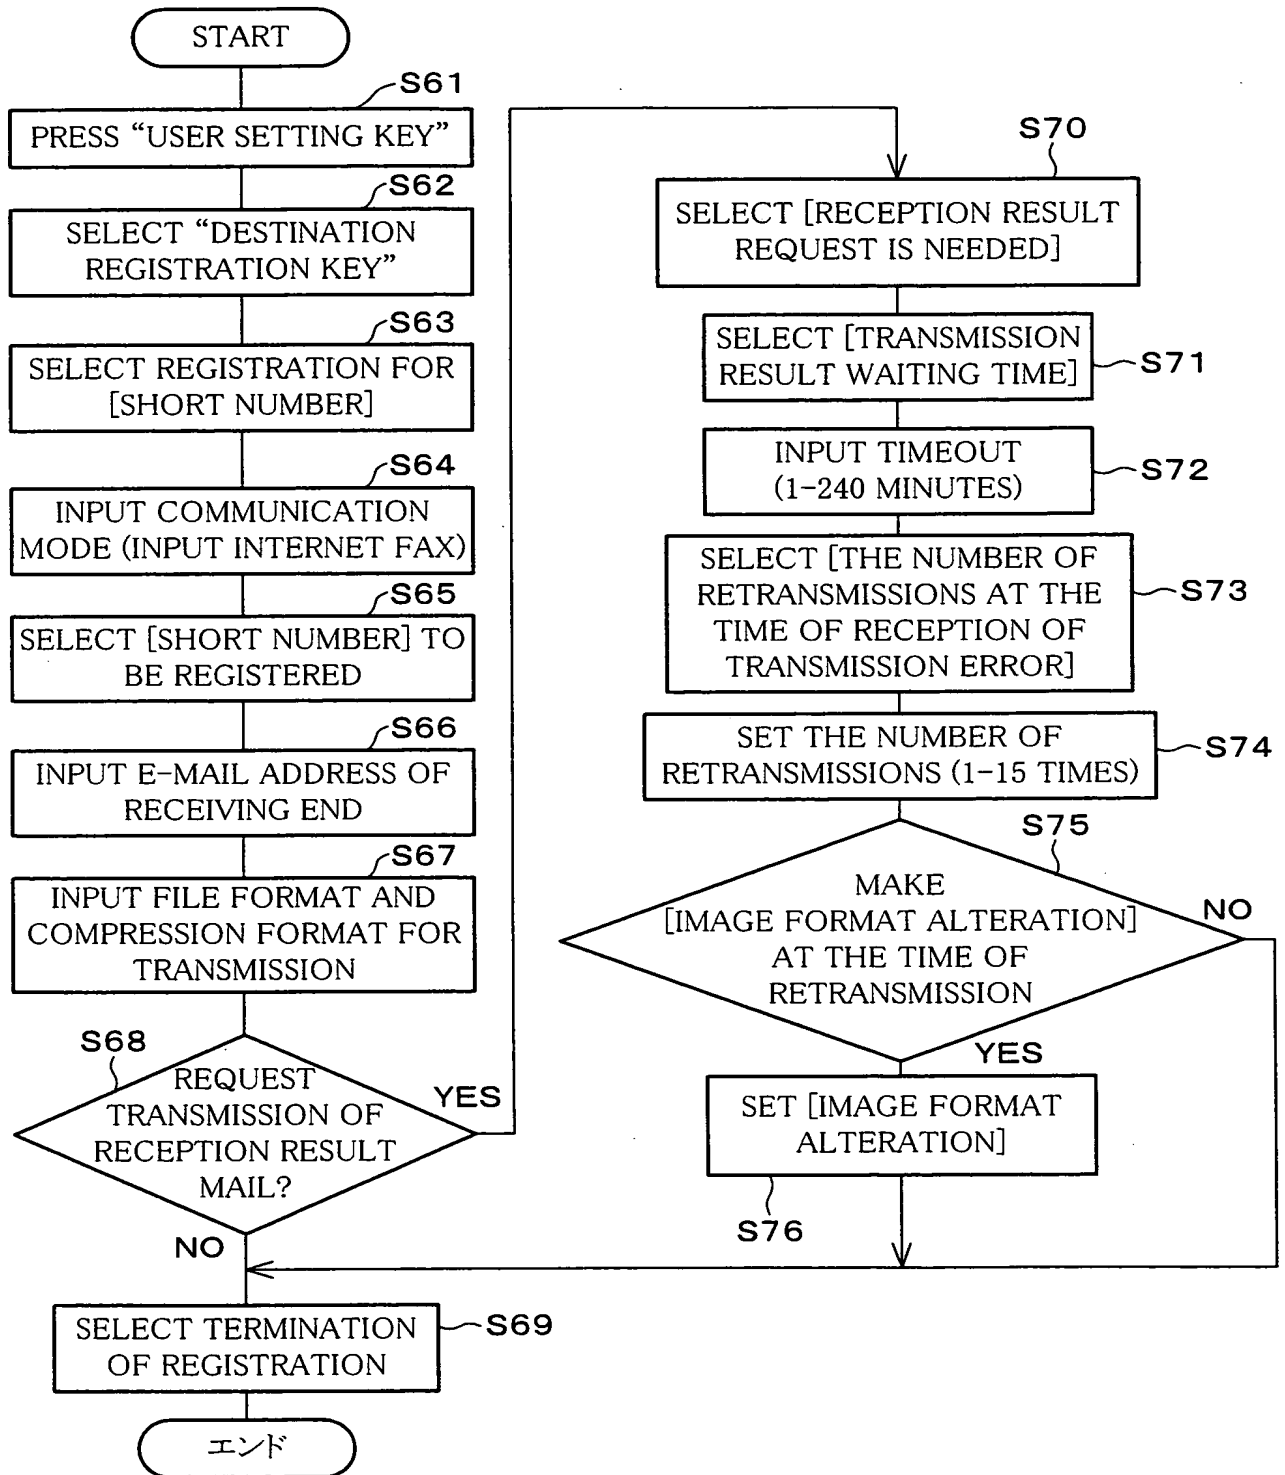 START
S61
PRESS “USER SETTING KEY”
S62
SELECT “DESTINATION
REGISTRATION KEY”
S63
SELECT REGISTRATION FOR
[SHORT NUMBER]
S64
INPUT COMMUNICATION
MODE (INPUT INTERNET FAX)
S65
SELECT [SHORT NUMBER] TO
BE REGISTERED
S66
INPUT E-MAIL ADDRESS OF
RECEIVING END
S67
INPUT FILE FORMAT AND
COMPRESSION FORMAT FOR
TRANSMISSION
S68
REQUEST
TRANSMISSION OF
RECEPTION RESULT
MAIL?
YES
NO
S69
SELECT TERMINATION
OF REGISTRATION
エンド
S70
SELECT [RECEPTION RESULT
REQUEST IS NEEDED]
SELECT [TRANSMISSION
RESULT WAITING TIME]
S71
INPUT TIMEOUT
(1-240 MINUTES)
S72
SELECT [THE NUMBER OF
RETRANSMISSIONS AT THE
TIME OF RECEPTION OF
TRANSMISSION ERROR]
S73
SET THE NUMBER OF
RETRANSMISSIONS (1-15 TIMES)
S74
S75
MAKE
[IMAGE FORMAT ALTERATION]
AT THE TIME OF
RETRANSMISSION
NO
YES
SET [IMAGE FORMAT
ALTERATION]
S76